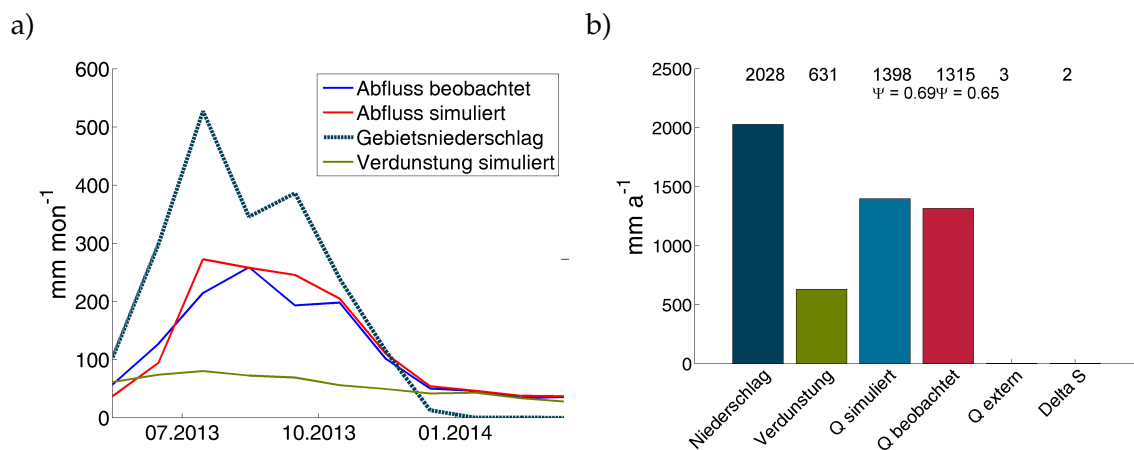 a)
600
500
400
300
200
100
0
mm mon-1
07.2013 10.2013 01.2014
Abfluss beobachtet
Abfluss simuliert
Gebietsniederschlag
Verdunstung simuliert
b)
2500
2000
1500
1000
500
0
mm a-1
2028 631 1398 1315 3 2
Ψ = 0.69Ψ = 0.65
Niederschlag
Verdunstung
Q simuliert
Q beobachtet
Q extern
Delta S